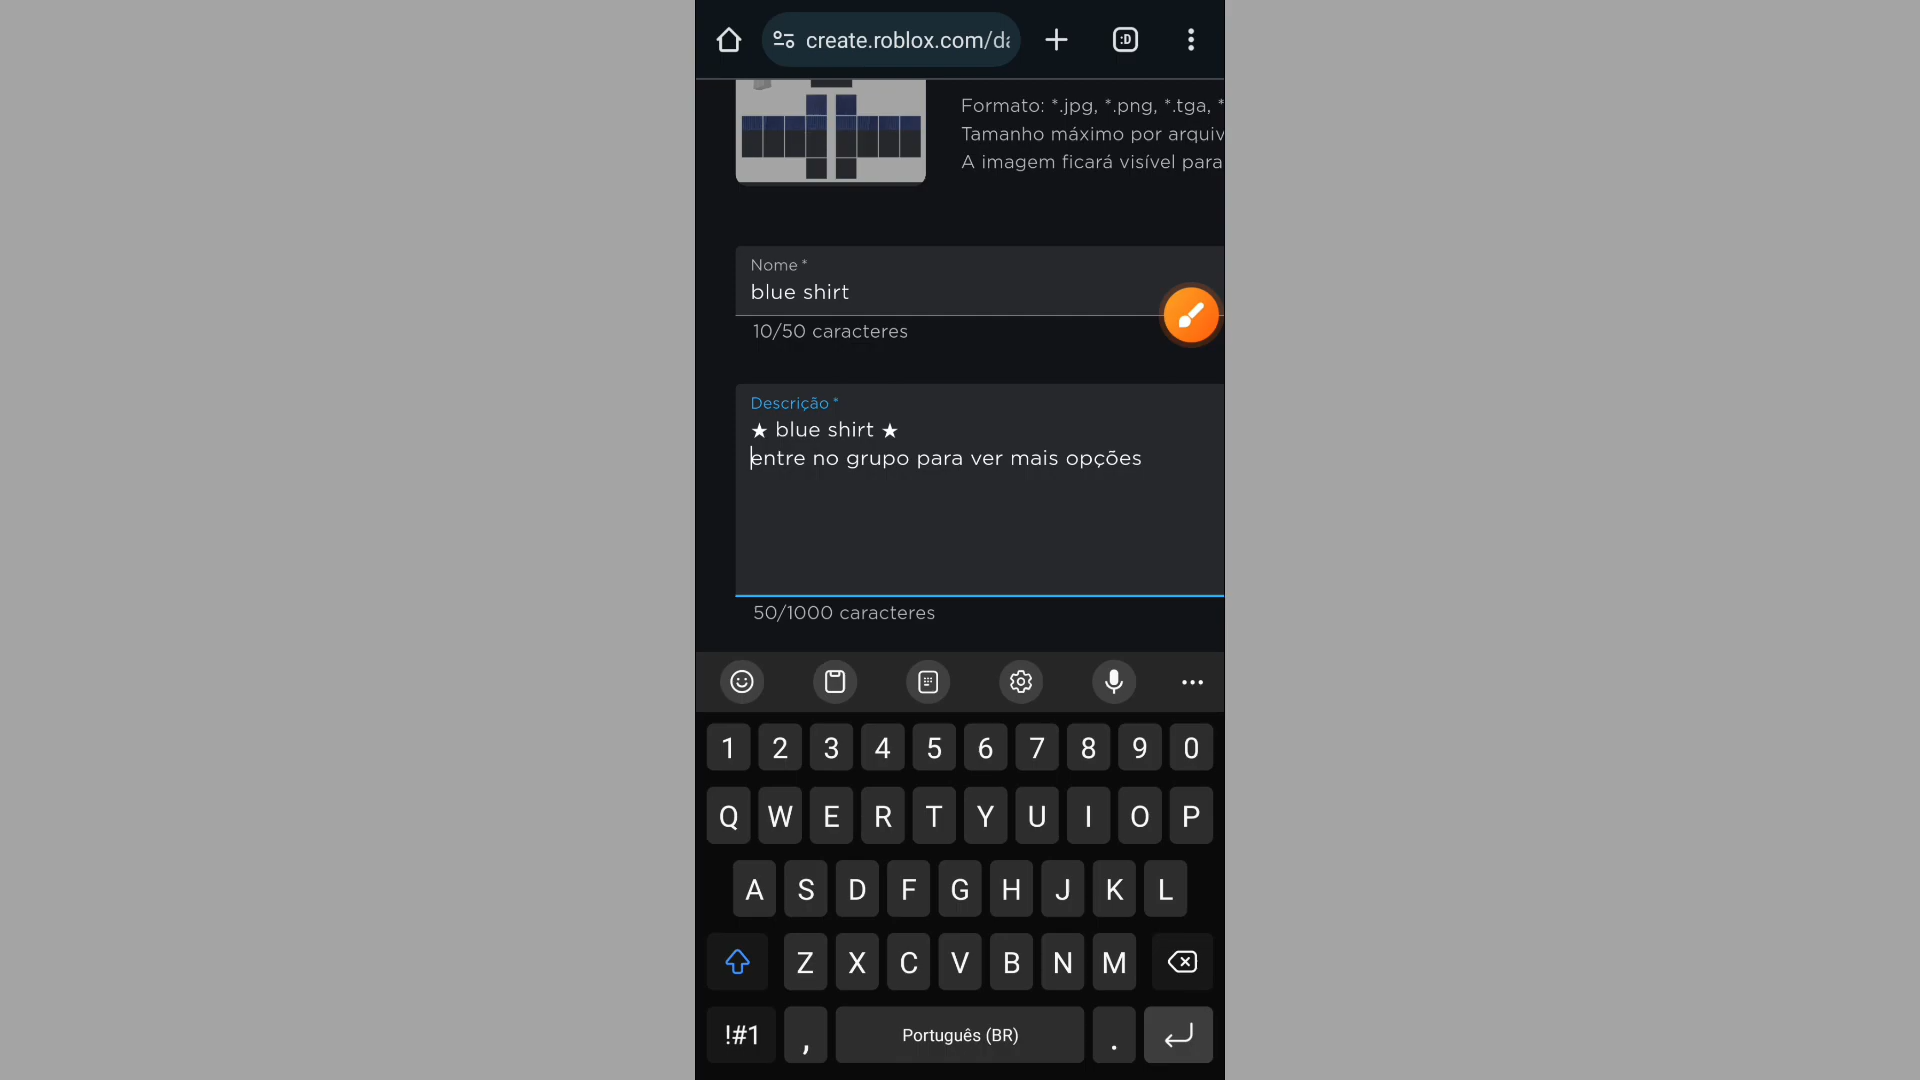 create.roblox.com/da
:D
Formato: *.jpg, *.png, *.tga, *
Tamanho máximo por arquiv
A imagem ficará visível para
Nome *
blue shirt
10/50 caracteres
Descrição *
★ blue shirt ★
entre no grupo para ver mais opções
50/1000 caracteres
1 2 3 4 5 6 7 8 9 0
Q W E R T Y U I O P
A S D F G H J K L
Z X C V B N M
!#1 , Português (BR) .